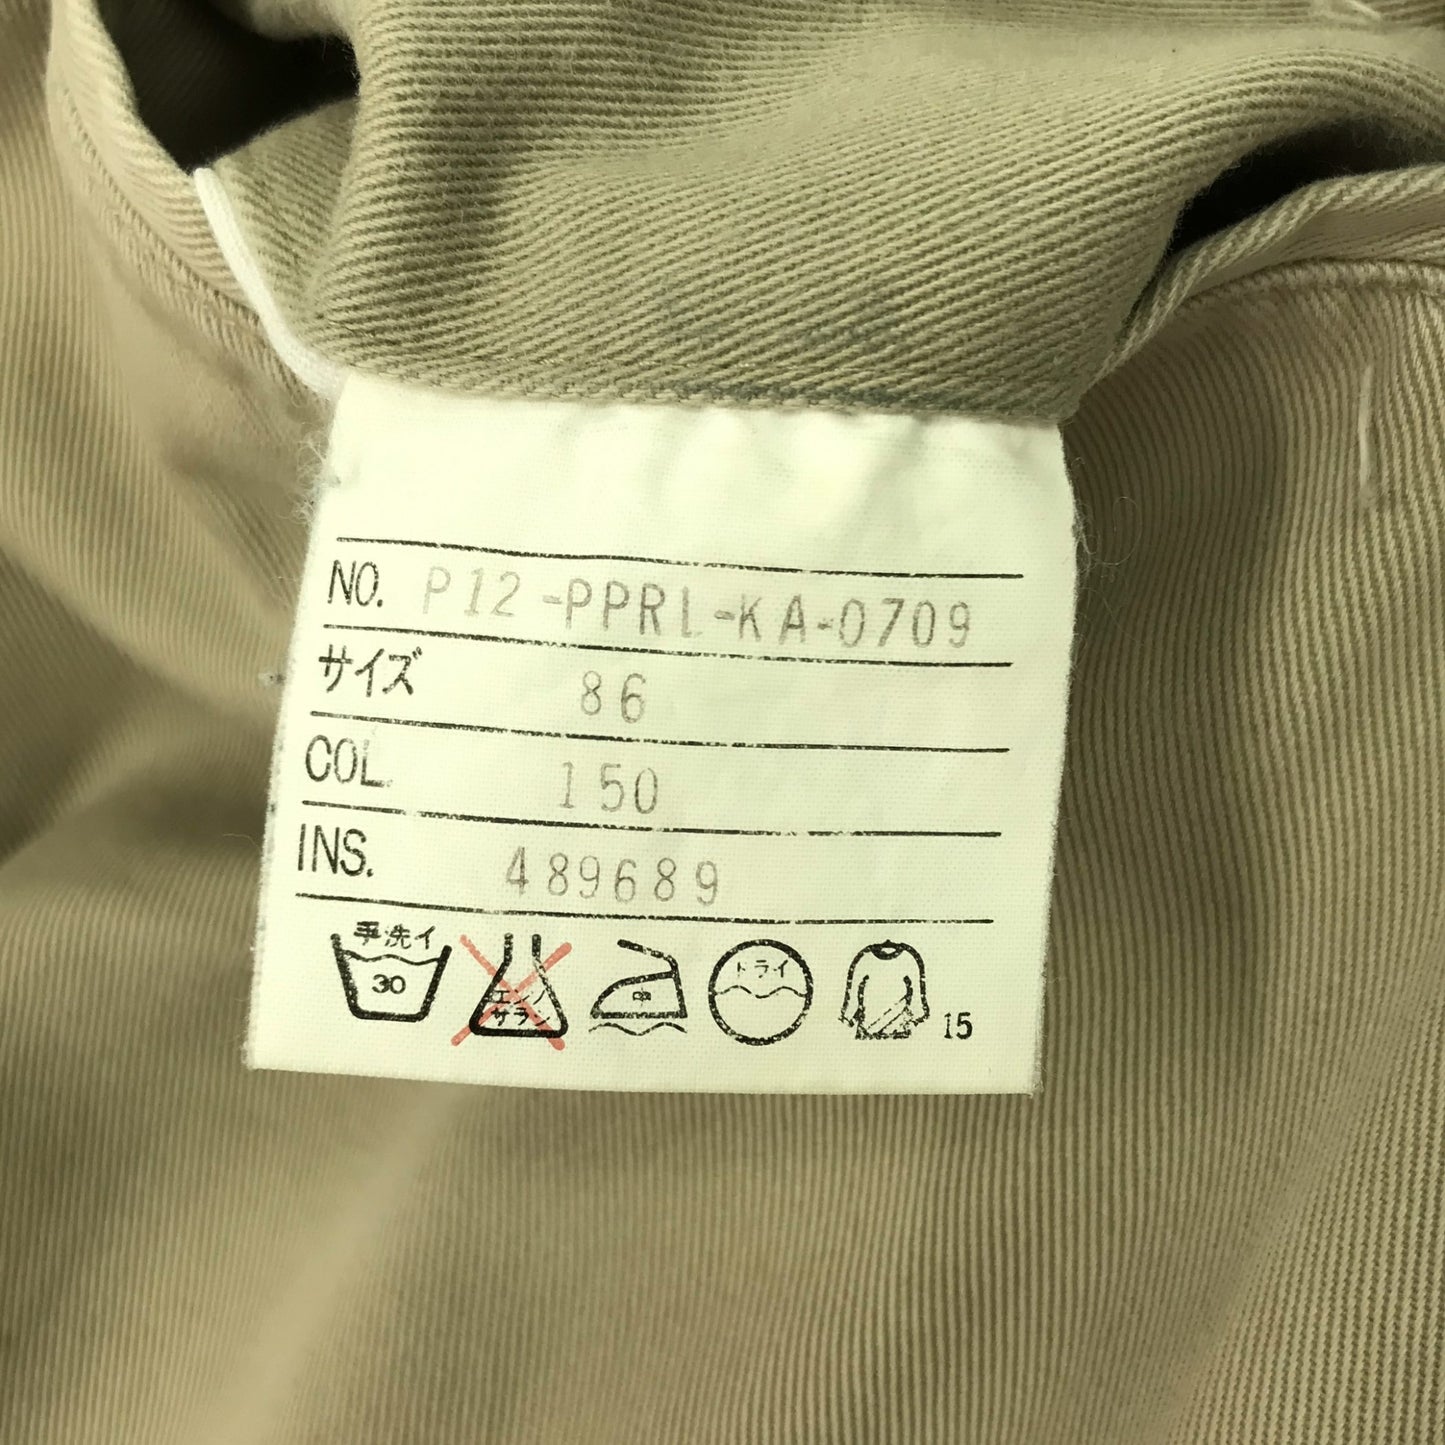 NO. P12-PPRL-KA-0709
サイズ 86
COL. 150
INS. 489689
手洗イ
30
エンソ
サラシ
中
ドライ
15